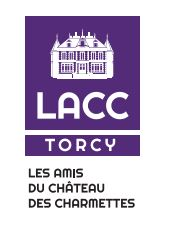 LACC
TORCY
LES AMIS
DU CHÂTEAU
DES CHARMETTES